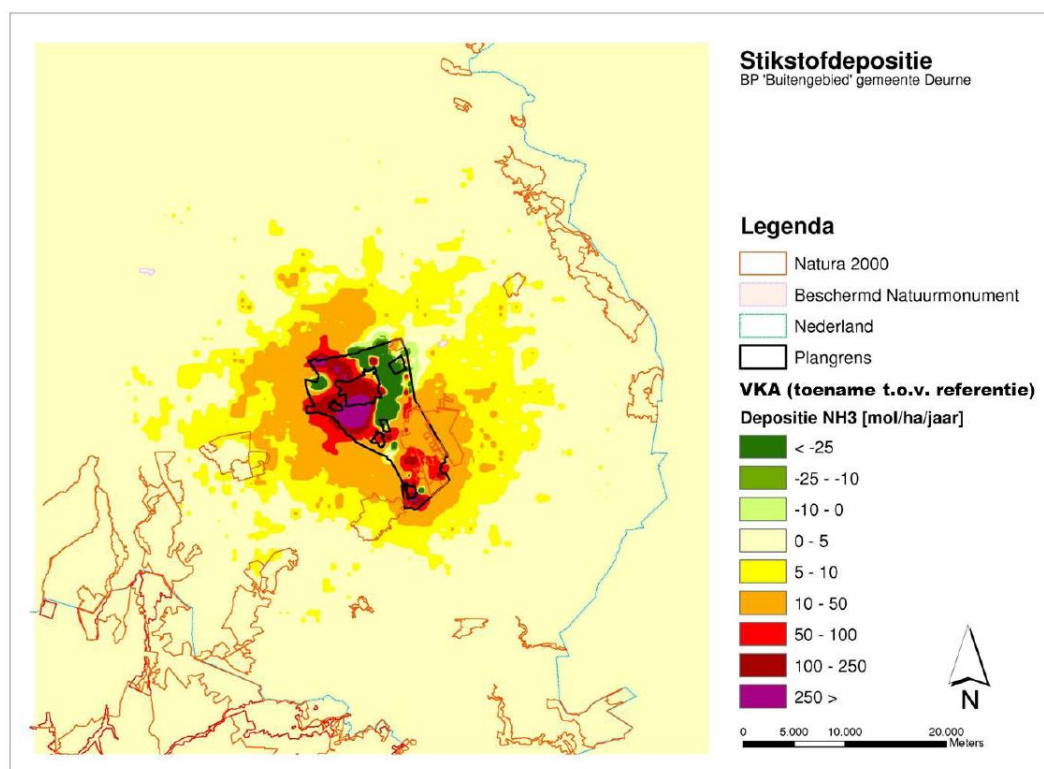 Stikstofdepositie
BP 'Buitengebied' gemeente Deurne
Legenda
Natura 2000
Beschermd Natuurmonument
Nederland
Plangrens
VKA (toename t.o.v. referentie)
Depositie NH3 [mol/ha/jaar]
< -25
-25 - -10
-10 - 0
0 - 5
5 - 10
10 - 50
50 - 100
100 - 250
250 >
N
0 5.000 10.000 20.000
Meters